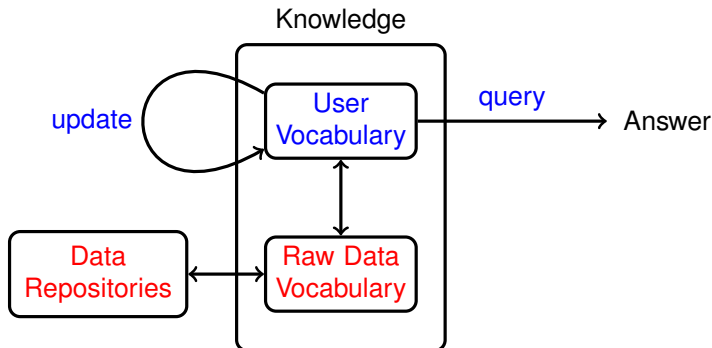 Knowledge
User
Vocabulary
update
query
Answer
Data
Repositories
Raw Data
Vocabulary